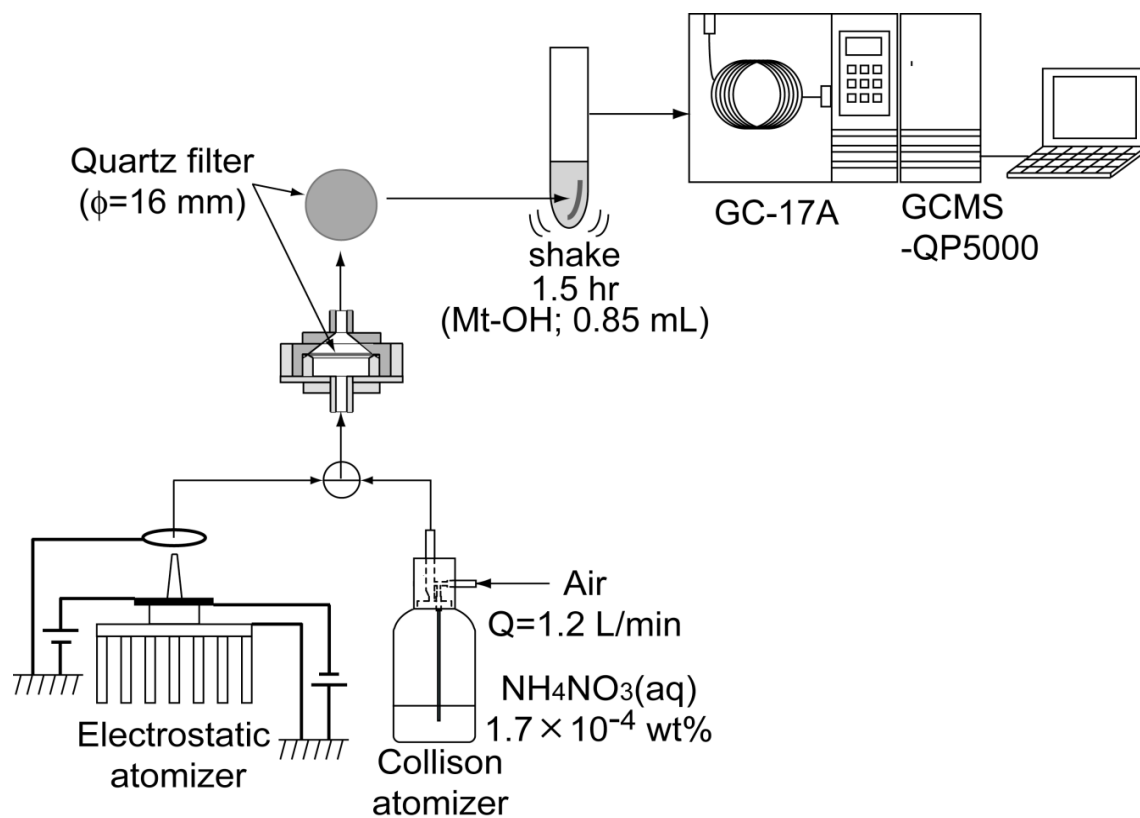 Quartz filter
(ϕ=16 mm)
shake
1.5 hr
(Mt-OH; 0.85 mL)
GC-17A
GCMS
-QP5000
Air
Q=1.2 L/min
NH4NO3(aq)
1.7×10⁻⁴ wt%
Electrostatic
atomizer
Collison
atomizer